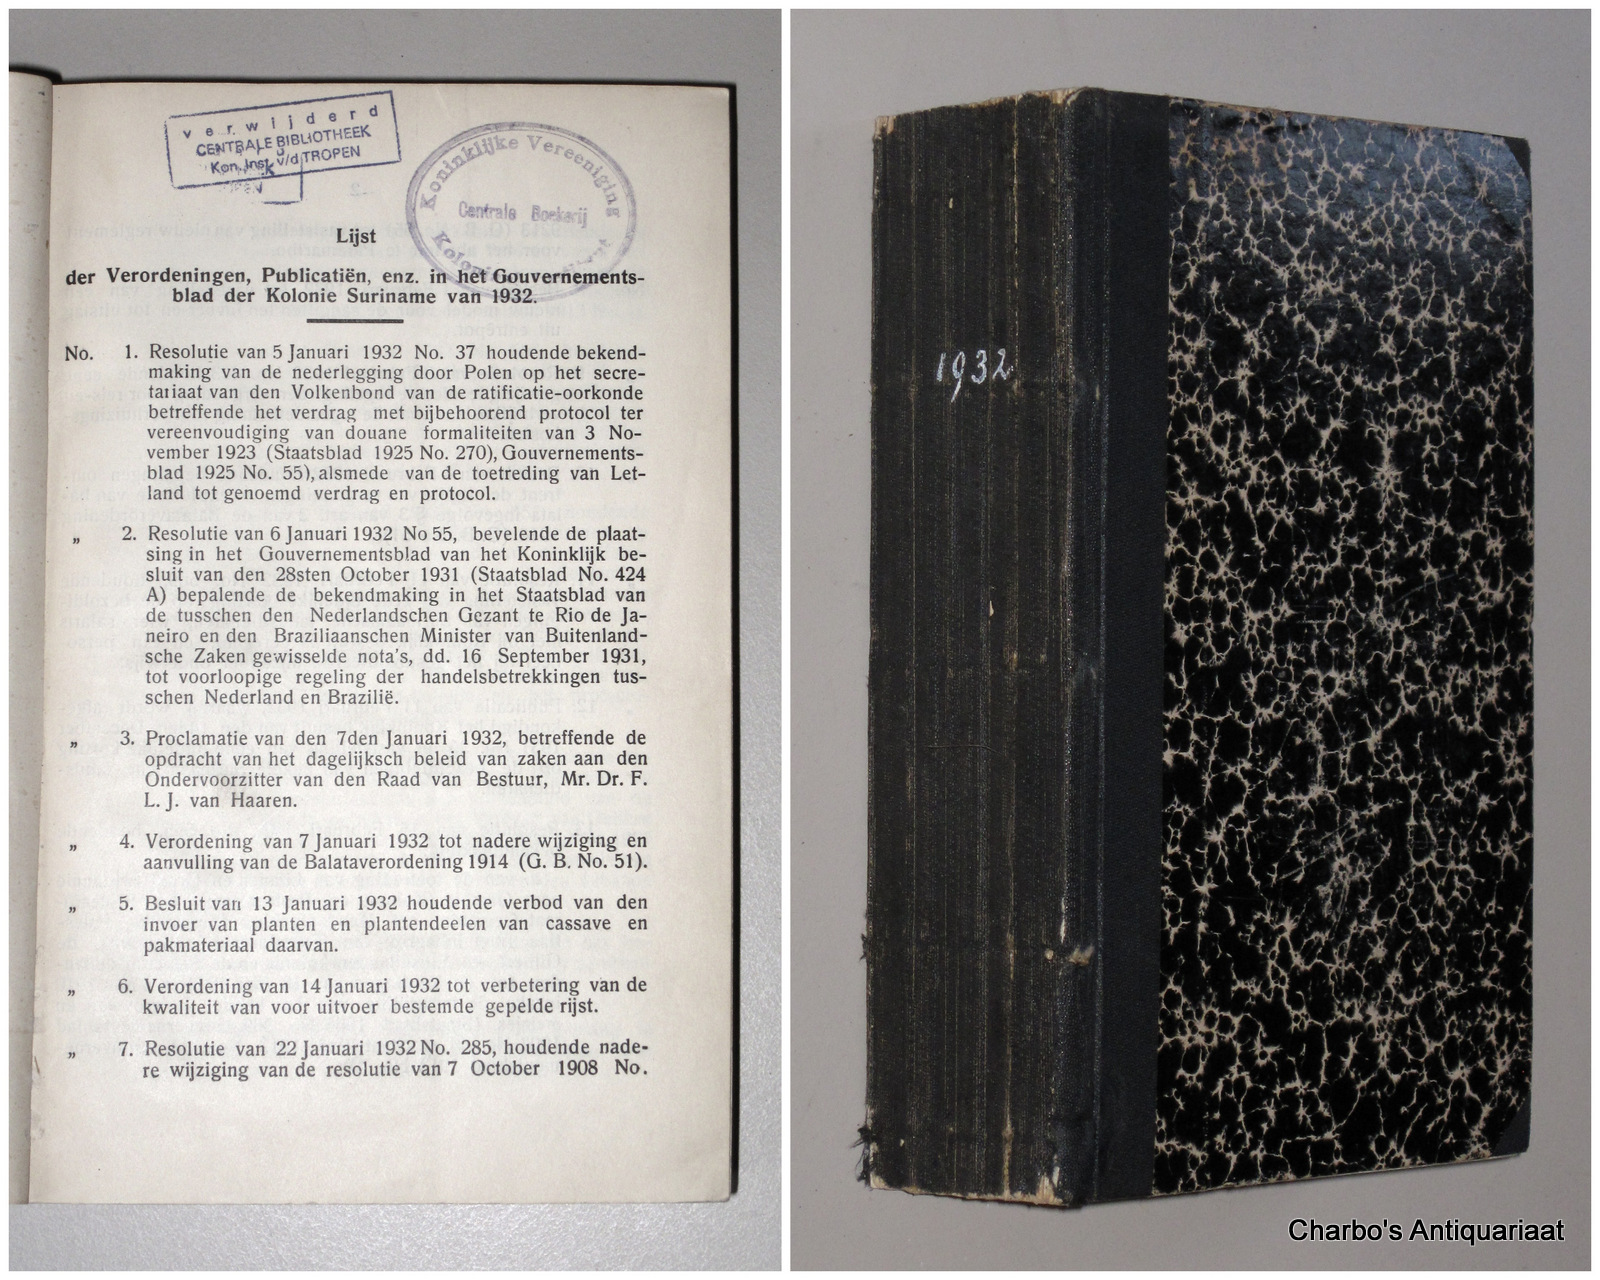 verwijderd
CENTRALE BIBLIOTHEEK
Kon. Inst. v/d TROPEN
Koninklijke Vereeniging
Centrale Boekerij
Lijst
der Verordeningen, Publicatiën, enz. in het Gouvernements-
blad der Kolonie Suriname van 1932.
No. 1. Resolutie van 5 Januari 1932 No. 37 houdende bekend-
making van de nederlegging door Polen op het secre-
tariaat van den Volkenbond van de ratificatie-oorkonde
betreffende het verdrag met bijbehoorend protocol ter
vereenvoudiging van douane formaliteiten van 3 No-
vember 1923 (Staatsblad 1925 No. 270), Gouvernements-
blad 1925 No. 55), alsmede van de toetreding van Let-
land tot genoemd verdrag en protocol.
„ 2. Resolutie van 6 Januari 1932 No 55, bevelende de plaat-
sing in het Gouvernementsblad van het Koninklijk be-
sluit van den 28sten October 1931 (Staatsblad No. 424
A) bepalende de bekendmaking in het Staatsblad van
de tusschen den Nederlandschen Gezant te Rio de Ja-
neiro en den Braziliaanschen Minister van Buitenland-
sche Zaken gewisselde nota's, dd. 16 September 1931,
tot voorloopige regeling der handelsbetrekkingen tus-
schen Nederland en Brazilië.
„ 3. Proclamatie van den 7den Januari 1932, betreffende de
opdracht van het dagelijksch beleid van zaken aan den
Ondervoorzitter van den Raad van Bestuur, Mr. Dr. F.
L. J. van Haaren.
„ 4. Verordening van 7 Januari 1932 tot nadere wijziging en
aanvulling van de Balataverordening 1914 (G. B. No. 51).
„ 5. Besluit van 13 Januari 1932 houdende verbod van den
invoer van planten en plantendeelen van cassave en
pakmateriaal daarvan.
„ 6. Verordening van 14 Januari 1932 tot verbetering van de
kwaliteit van voor uitvoer bestemde gepelde rijst.
„ 7. Resolutie van 22 Januari 1932 No. 285, houdende nade-
re wijziging van de resolutie van 7 October 1908 No.
1932
Charbo's Antiquariaat